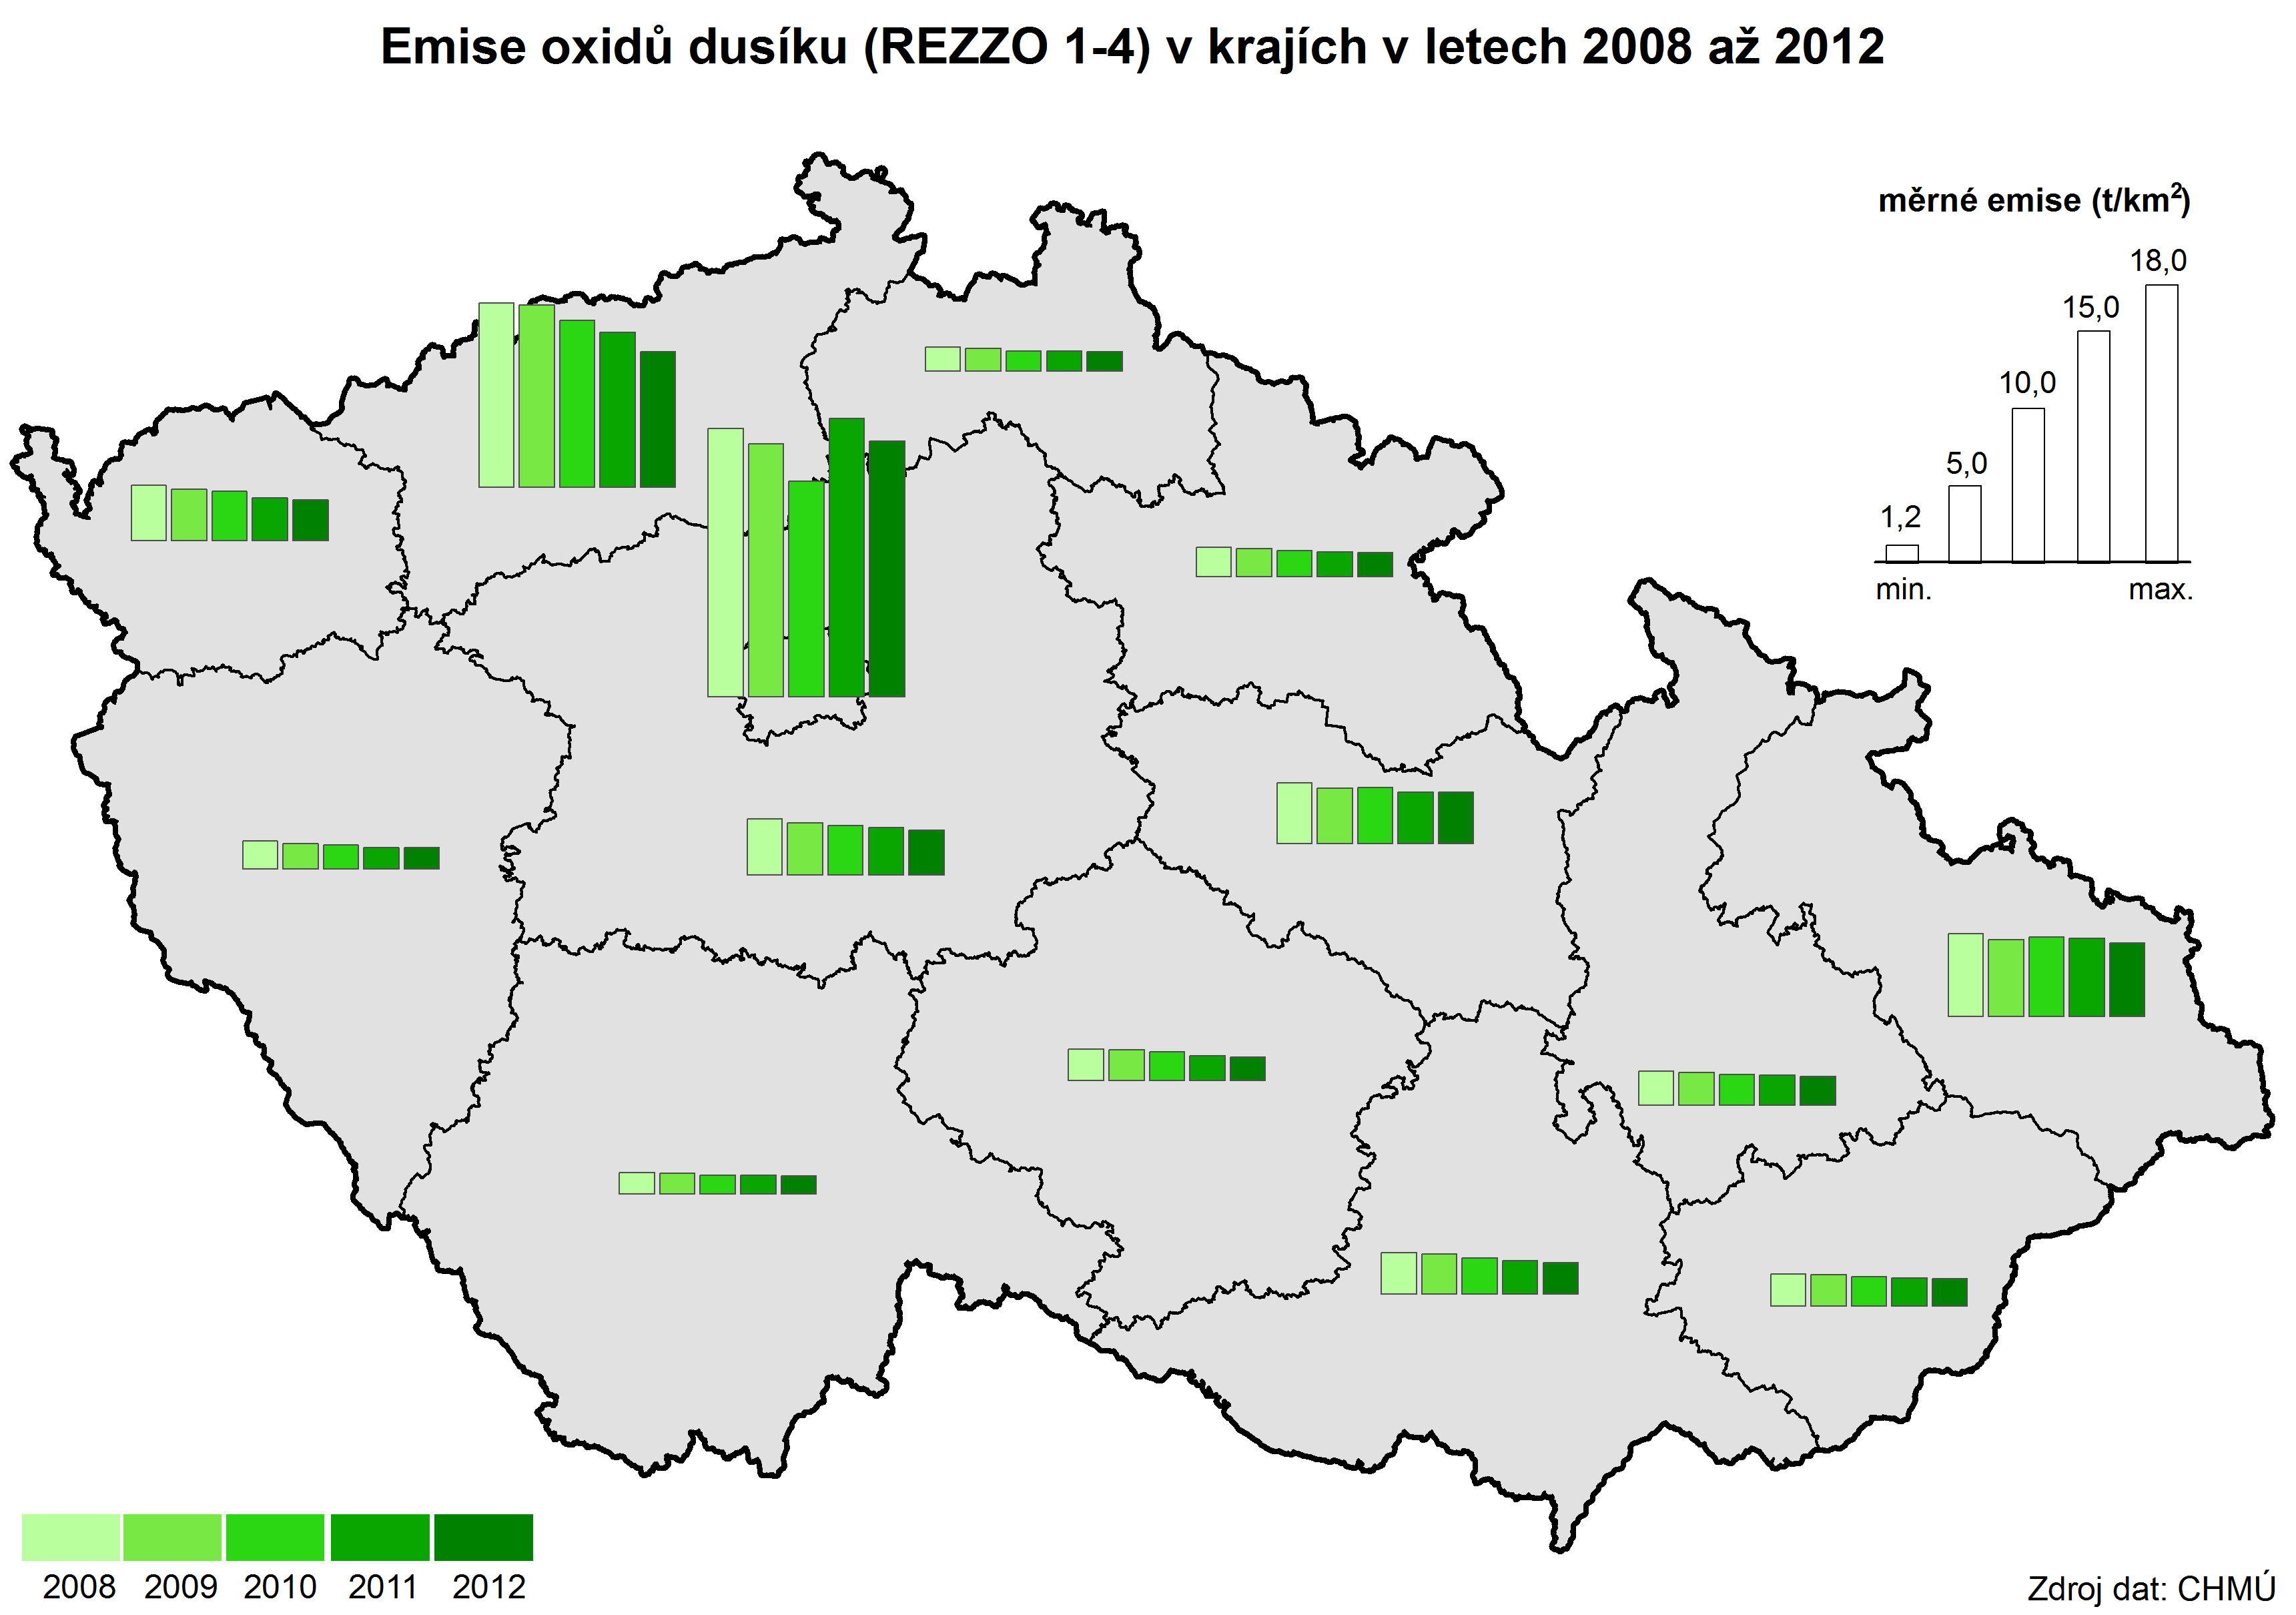 Emise oxidů dusíku (REZZO 1-4) v krajích v letech 2008 až 2012
měrné emise (t/km²)
18,0
15,0
10,0
5,0
1,2
min. max.
2008 2009 2010 2011 2012
Zdroj dat: CHMÚ